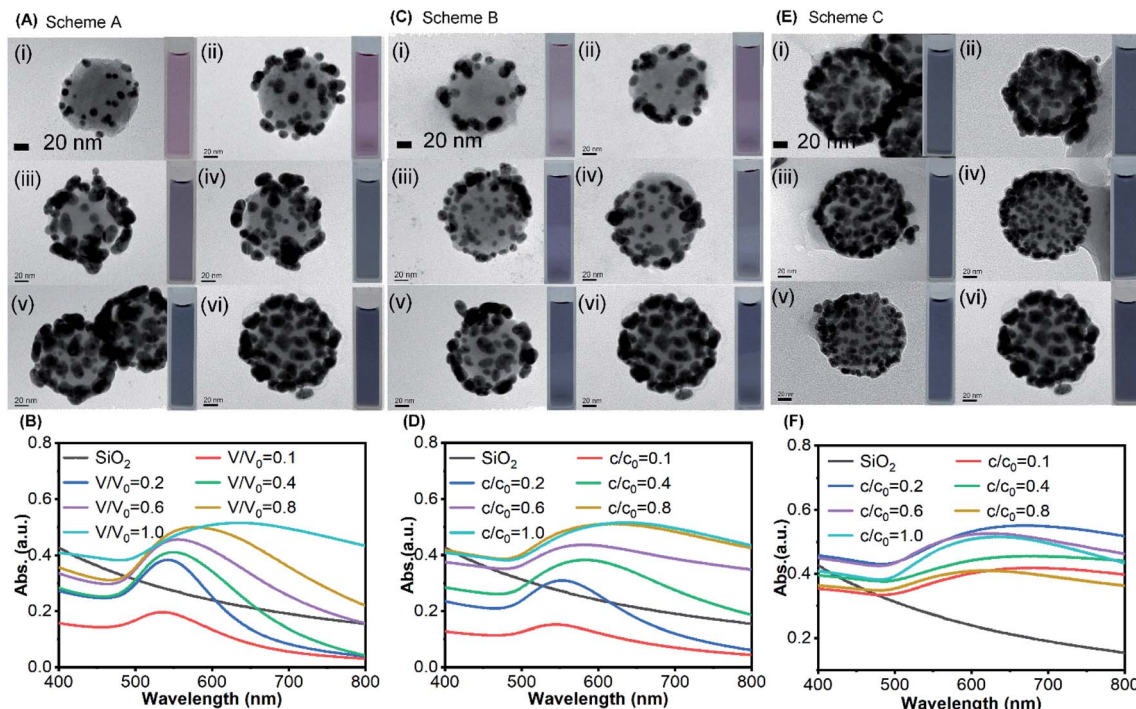 (A) Scheme A
(C) Scheme B
(E) Scheme C
(i)
20 nm
(ii)
20 nm
(iii)
20 nm
(iv)
20 nm
(v)
20 nm
(vi)
20 nm
(i)
20 nm
(ii)
20 nm
(iii)
20 nm
(iv)
20 nm
(v)
20 nm
(vi)
20 nm
(i)
20 nm
(ii)
20 nm
(iii)
20 nm
(iv)
20 nm
(v)
20 nm
(vi)
20 nm
(B)
SiO₂
V/V₀=0.1
V/V₀=0.2
V/V₀=0.4
V/V₀=0.6
V/V₀=0.8
V/V₀=1.0
Abs.(a.u.)
0.8
0.6
0.4
0.2
0.0
400 500 600 700 800
Wavelength (nm)
(D)
SiO₂
c/c₀=0.1
c/c₀=0.2
c/c₀=0.4
c/c₀=0.6
c/c₀=0.8
c/c₀=1.0
Abs.(a.u.)
0.8
0.6
0.4
0.2
0.0
400 500 600 700 800
Wavelength (nm)
(F)
SiO₂
c/c₀=0.1
c/c₀=0.2
c/c₀=0.4
c/c₀=0.6
c/c₀=0.8
c/c₀=1.0
Abs.(a.u.)
0.8
0.6
0.4
0.2
400 500 600 700 800
Wavelength (nm)